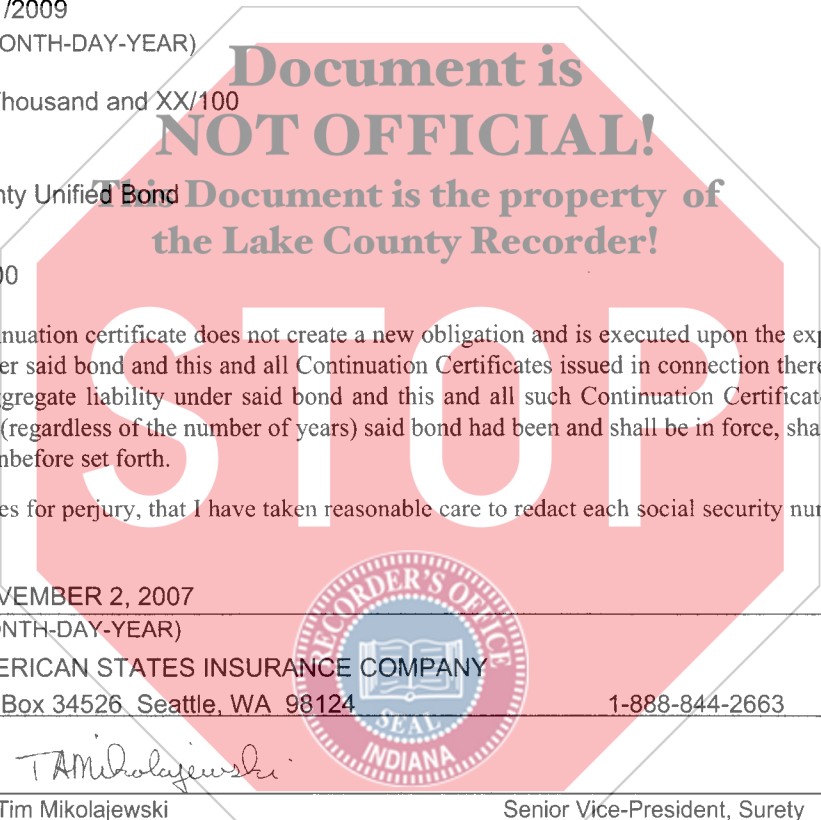 /2009
ONTH-DAY-YEAR)
Document is
housand and XX/100
NOT OFFICIAL!
nty Unified Bond
This Document is the property of
the Lake County Recorder!
00
STOP
nuation certificate does not create a new obligation and is executed upon the exp
er said bond and this and all Continuation Certificates issued in connection there
ggregate liability under said bond and this and all such Continuation Certificat
(regardless of the number of years) said bond had been and shall be in force, sha
nbefore set forth.
es for perjury, that I have taken reasonable care to redact each social security nu
VEMBER 2, 2007
ONTH-DAY-YEAR)
ERICAN STATES INSURANCE COMPANY
Box 34526 Seattle, WA 98124 1-888-844-2663
RECORDER'S OFFICE
SEAL
INDIANA
TAMikolajewski
Tim Mikolajewski Senior Vice-President, Surety